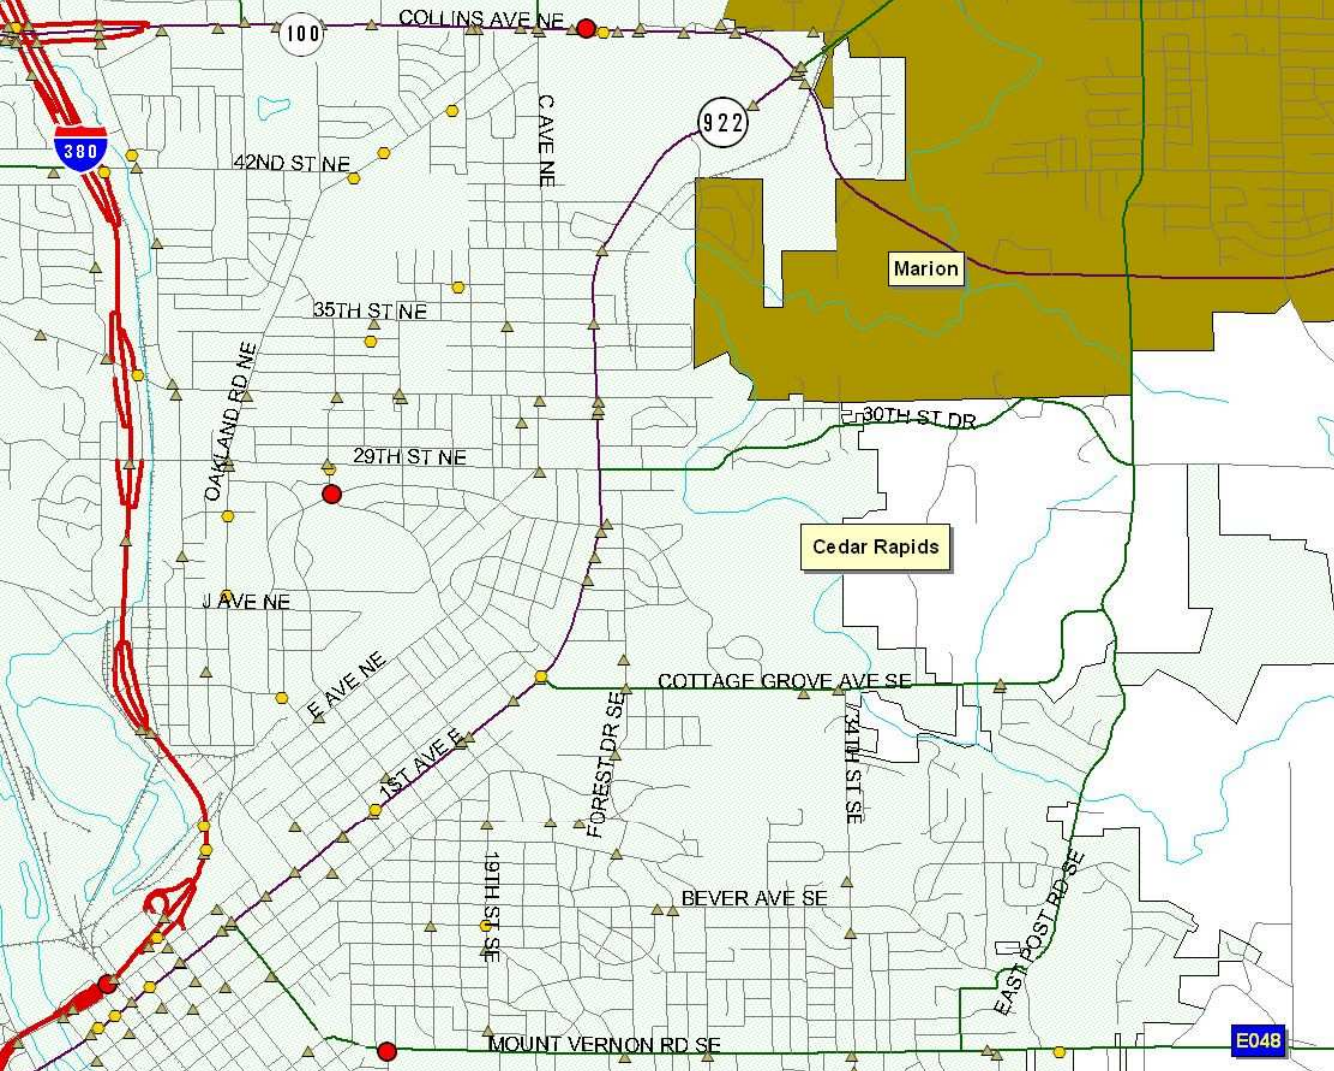 COLLINS AVE NE
100
C AVE NE
922
380
42ND ST NE
Marion
35TH ST NE
OAKLAND RD NE
30TH ST DR
29TH ST NE
Cedar Rapids
J AVE NE
E AVE NE
COTTAGE GROVE AVE SE
1ST AVE E
FOREST DR SE
34TH ST SE
19TH ST SE
BEVER AVE SE
EAST POST RD SE
MOUNT VERNON RD SE
E048